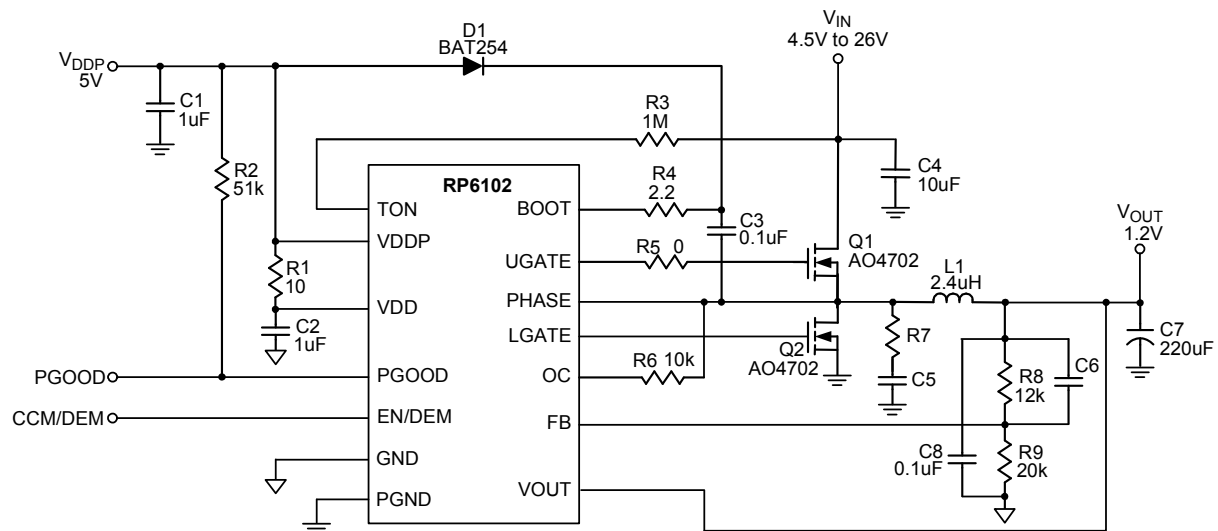 VIN
4.5V to 26V
D1
BAT254
VDDP
5V
C1
1uF
R3
1M
R2
51k
RP6102
R4
2.2
C4
10uF
TON
BOOT
C3
0.1uF
VOUT
1.2V
VDDP
R5 0
Q1
AO4702
UGATE
R1
10
L1
2.4uH
PHASE
VDD
C2
1uF
LGATE
R7
C7
220uF
R6 10k
Q2
AO4702
PGOOD
PGOOD
OC
C5
R8
12k
C6
CCM/DEM
EN/DEM
FB
GND
C8
0.1uF
R9
20k
VOUT
PGND